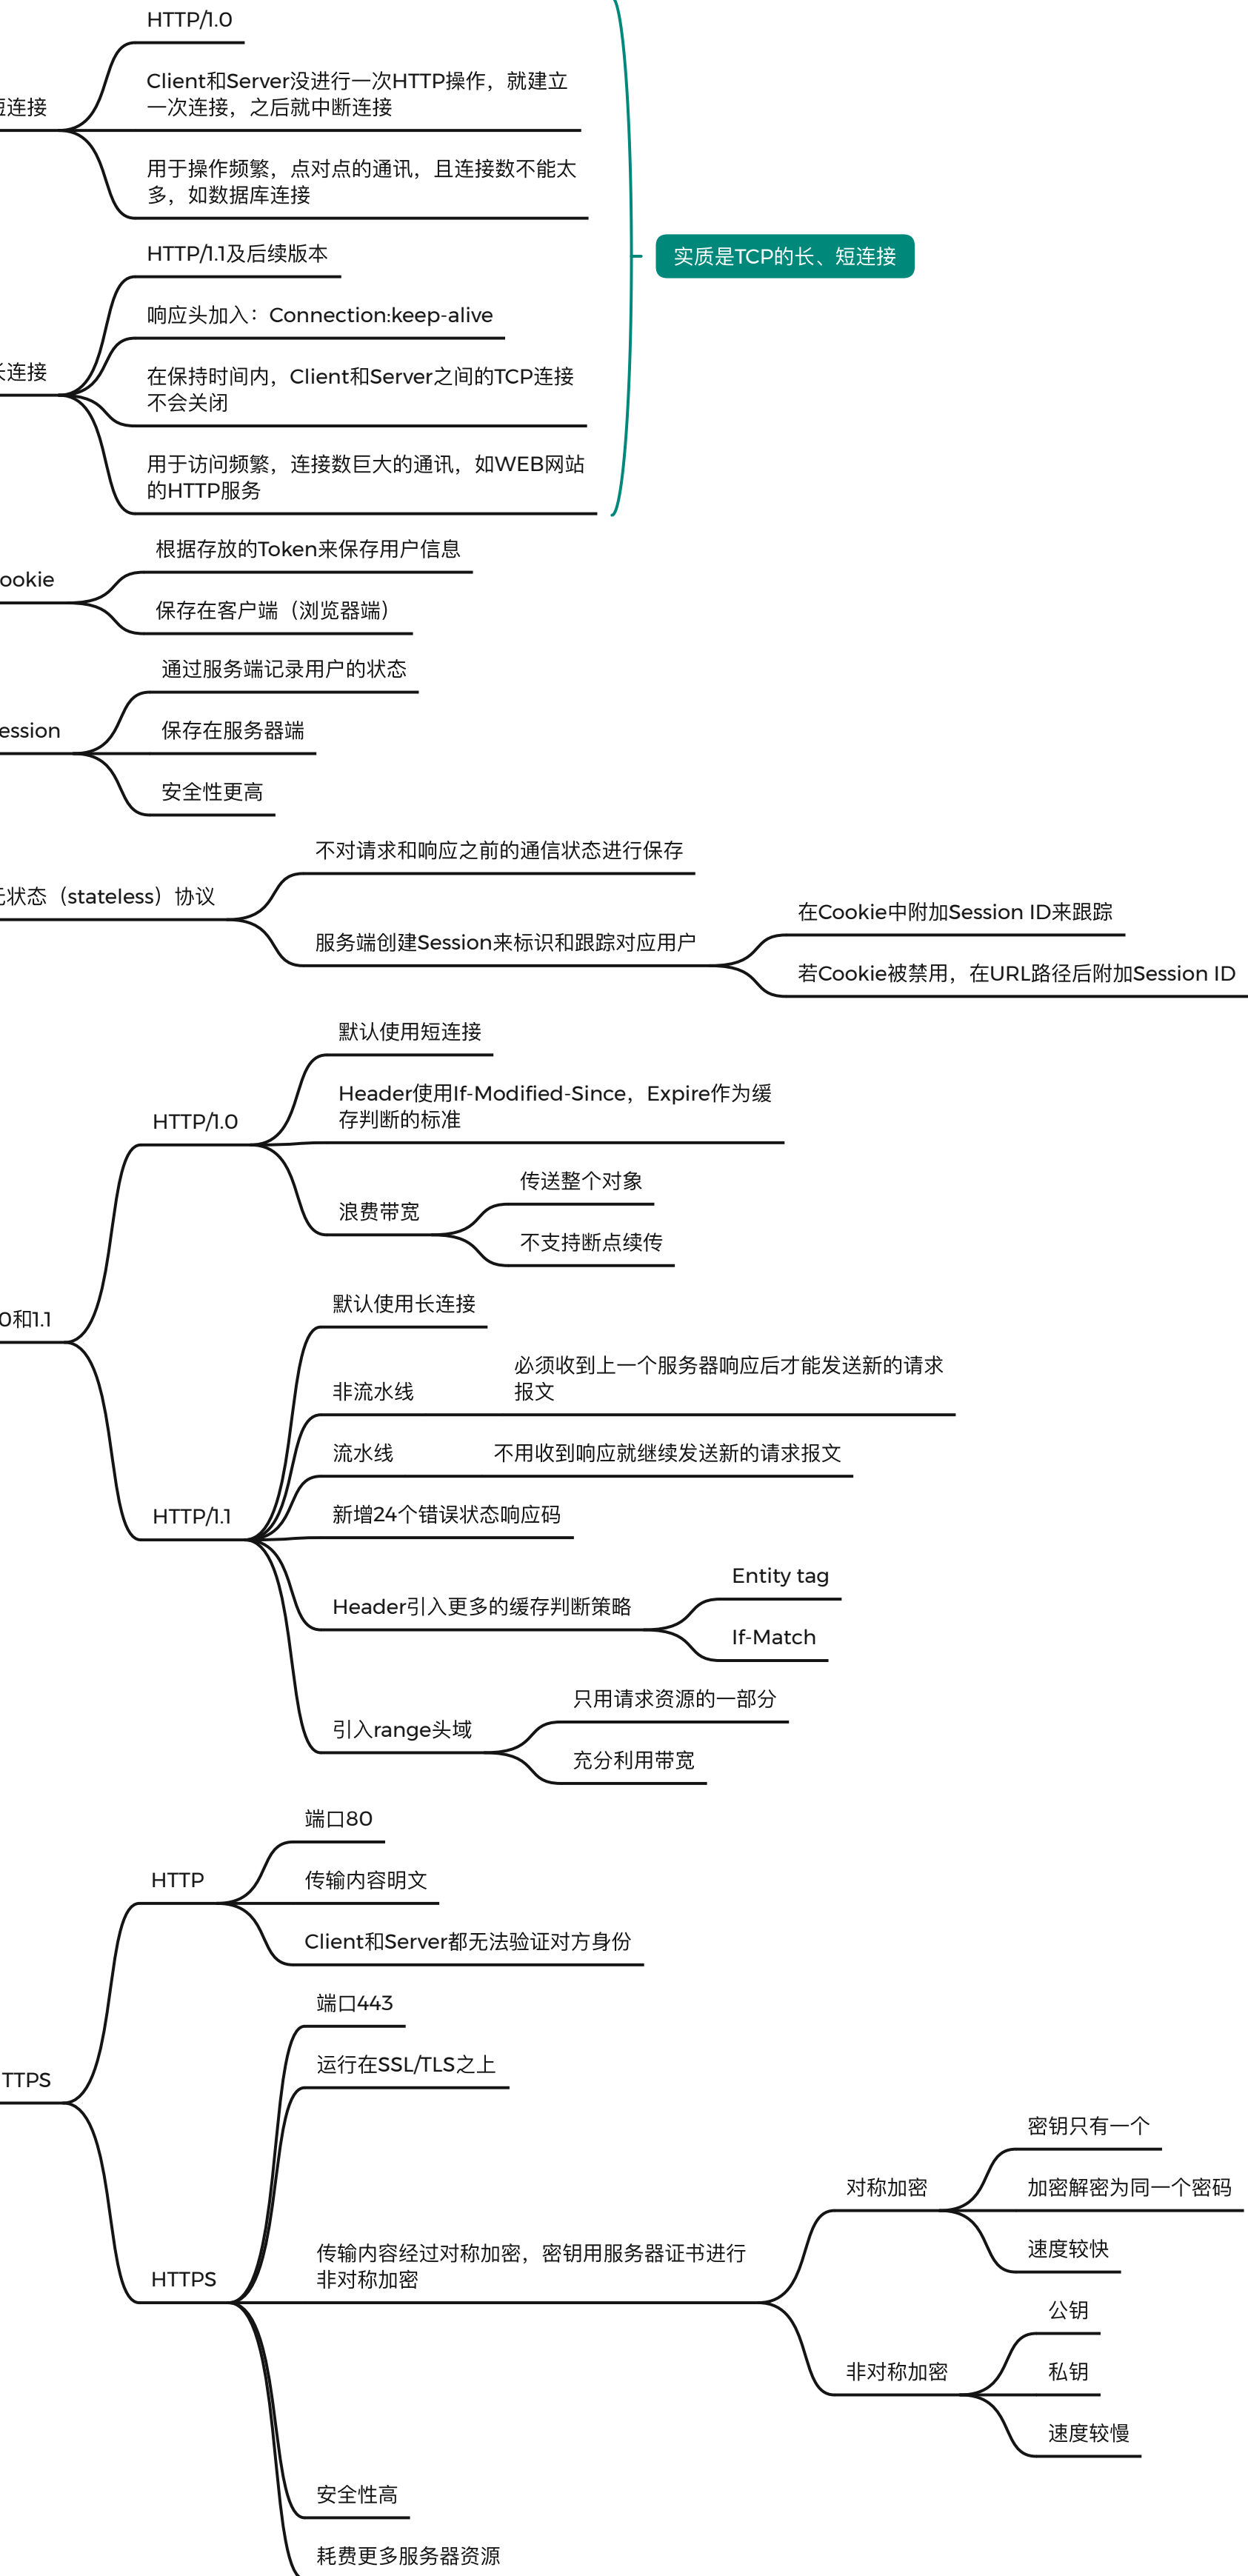 HTTP/1.0
Client和Server没进行一次HTTP操作，就建立
一次连接，之后就中断连接
短连接
用于操作频繁，点对点的通讯，且连接数不能太
多，如数据库连接
HTTP/1.1及后续版本
实质是TCP的长、短连接
响应头加入：Connection:keep-alive
长连接
在保持时间内，Client和Server之间的TCP连接
不会关闭
用于访问频繁，连接数巨大的通讯，如WEB网站
的HTTP服务
ookie
根据存放的Token来保存用户信息
保存在客户端（浏览器端）
ession
通过服务端记录用户的状态
保存在服务器端
安全性更高
无状态（stateless）协议
不对请求和响应之前的通信状态进行保存
服务端创建Session来标识和跟踪对应用户
在Cookie中附加Session ID来跟踪
若Cookie被禁用，在URL路径后附加Session ID
0和1.1
HTTP/1.0
默认使用短连接
Header使用If-Modified-Since，Expire作为缓
存判断的标准
浪费带宽
传送整个对象
不支持断点续传
HTTP/1.1
默认使用长连接
非流水线
必须收到上一个服务器响应后才能发送新的请求
报文
流水线
不用收到响应就继续发送新的请求报文
新增24个错误状态响应码
Header引入更多的缓存判断策略
Entity tag
If-Match
引入range头域
只用请求资源的一部分
充分利用带宽
TTPS
HTTP
端口80
传输内容明文
Client和Server都无法验证对方身份
HTTPS
端口443
运行在SSL/TLS之上
传输内容经过对称加密，密钥用服务器证书进行
非对称加密
对称加密
密钥只有一个
加密解密为同一个密码
速度较快
非对称加密
公钥
私钥
速度较慢
安全性高
耗费更多服务器资源